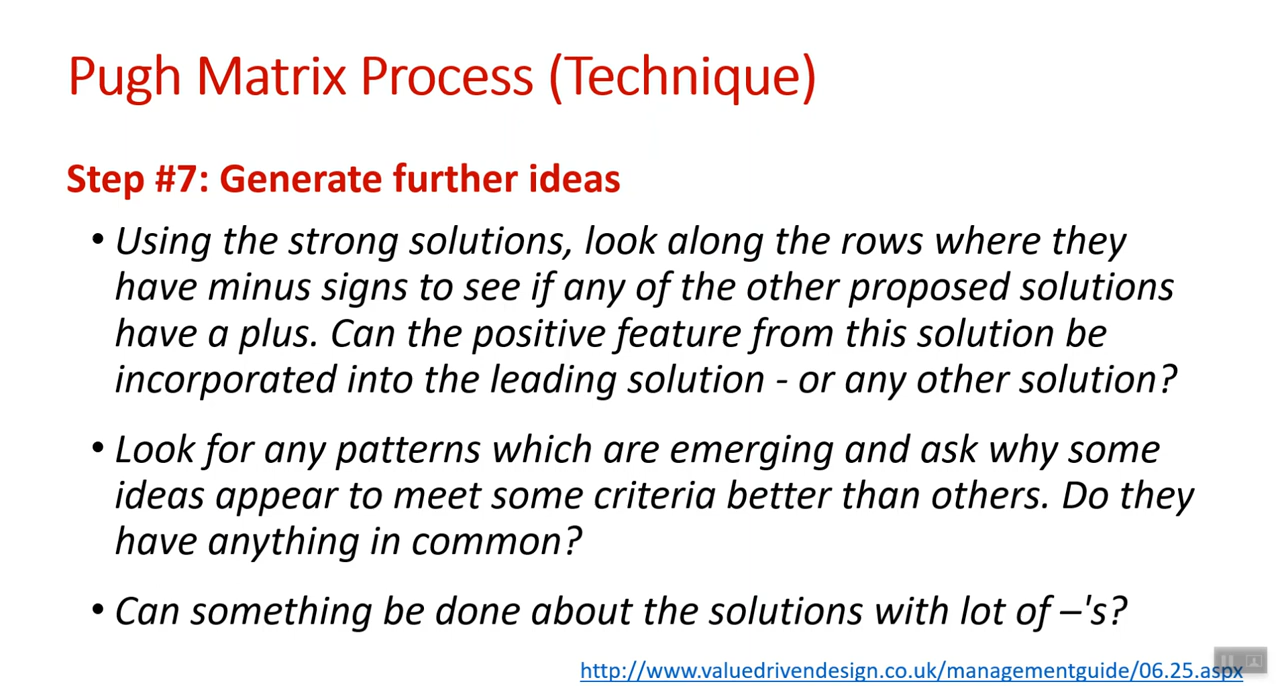 Pugh Matrix Process (Technique)
Step #7: Generate further ideas
• Using the strong solutions, look along the rows where they
have minus signs to see if any of the other proposed solutions
have a plus. Can the positive feature from this solution be
incorporated into the leading solution - or any other solution?
• Look for any patterns which are emerging and ask why some
ideas appear to meet some criteria better than others. Do they
have anything in common?
• Can something be done about the solutions with lot of –'s?
http://www.valuedrivendesign.co.uk/managementguide/06.25.aspx